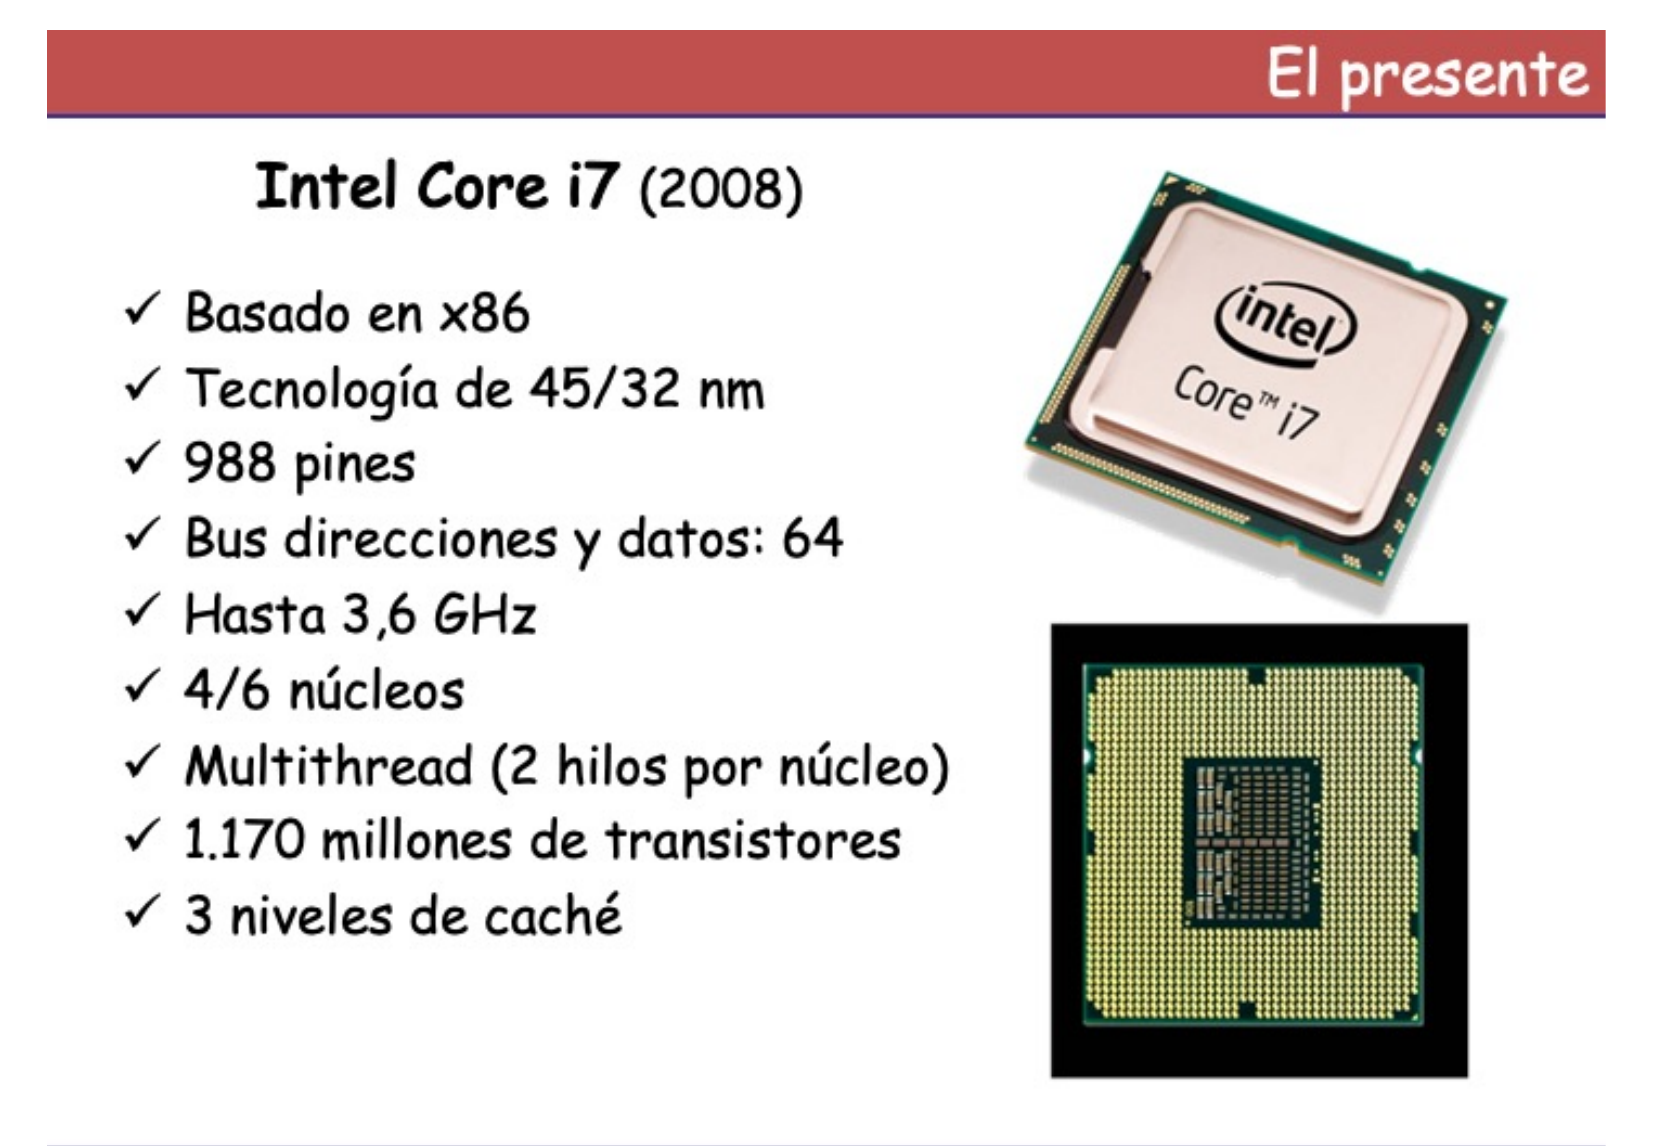 El presente
Intel Core i7 (2008)
✓ Basado en x86
✓ Tecnología de 45/32 nm
✓ 988 pines
✓ Bus direcciones y datos: 64
✓ Hasta 3,6 GHz
✓ 4/6 núcleos
✓ Multithread (2 hilos por núcleo)
✓ 1.170 millones de transistores
✓ 3 niveles de caché
intel
Core™ i7